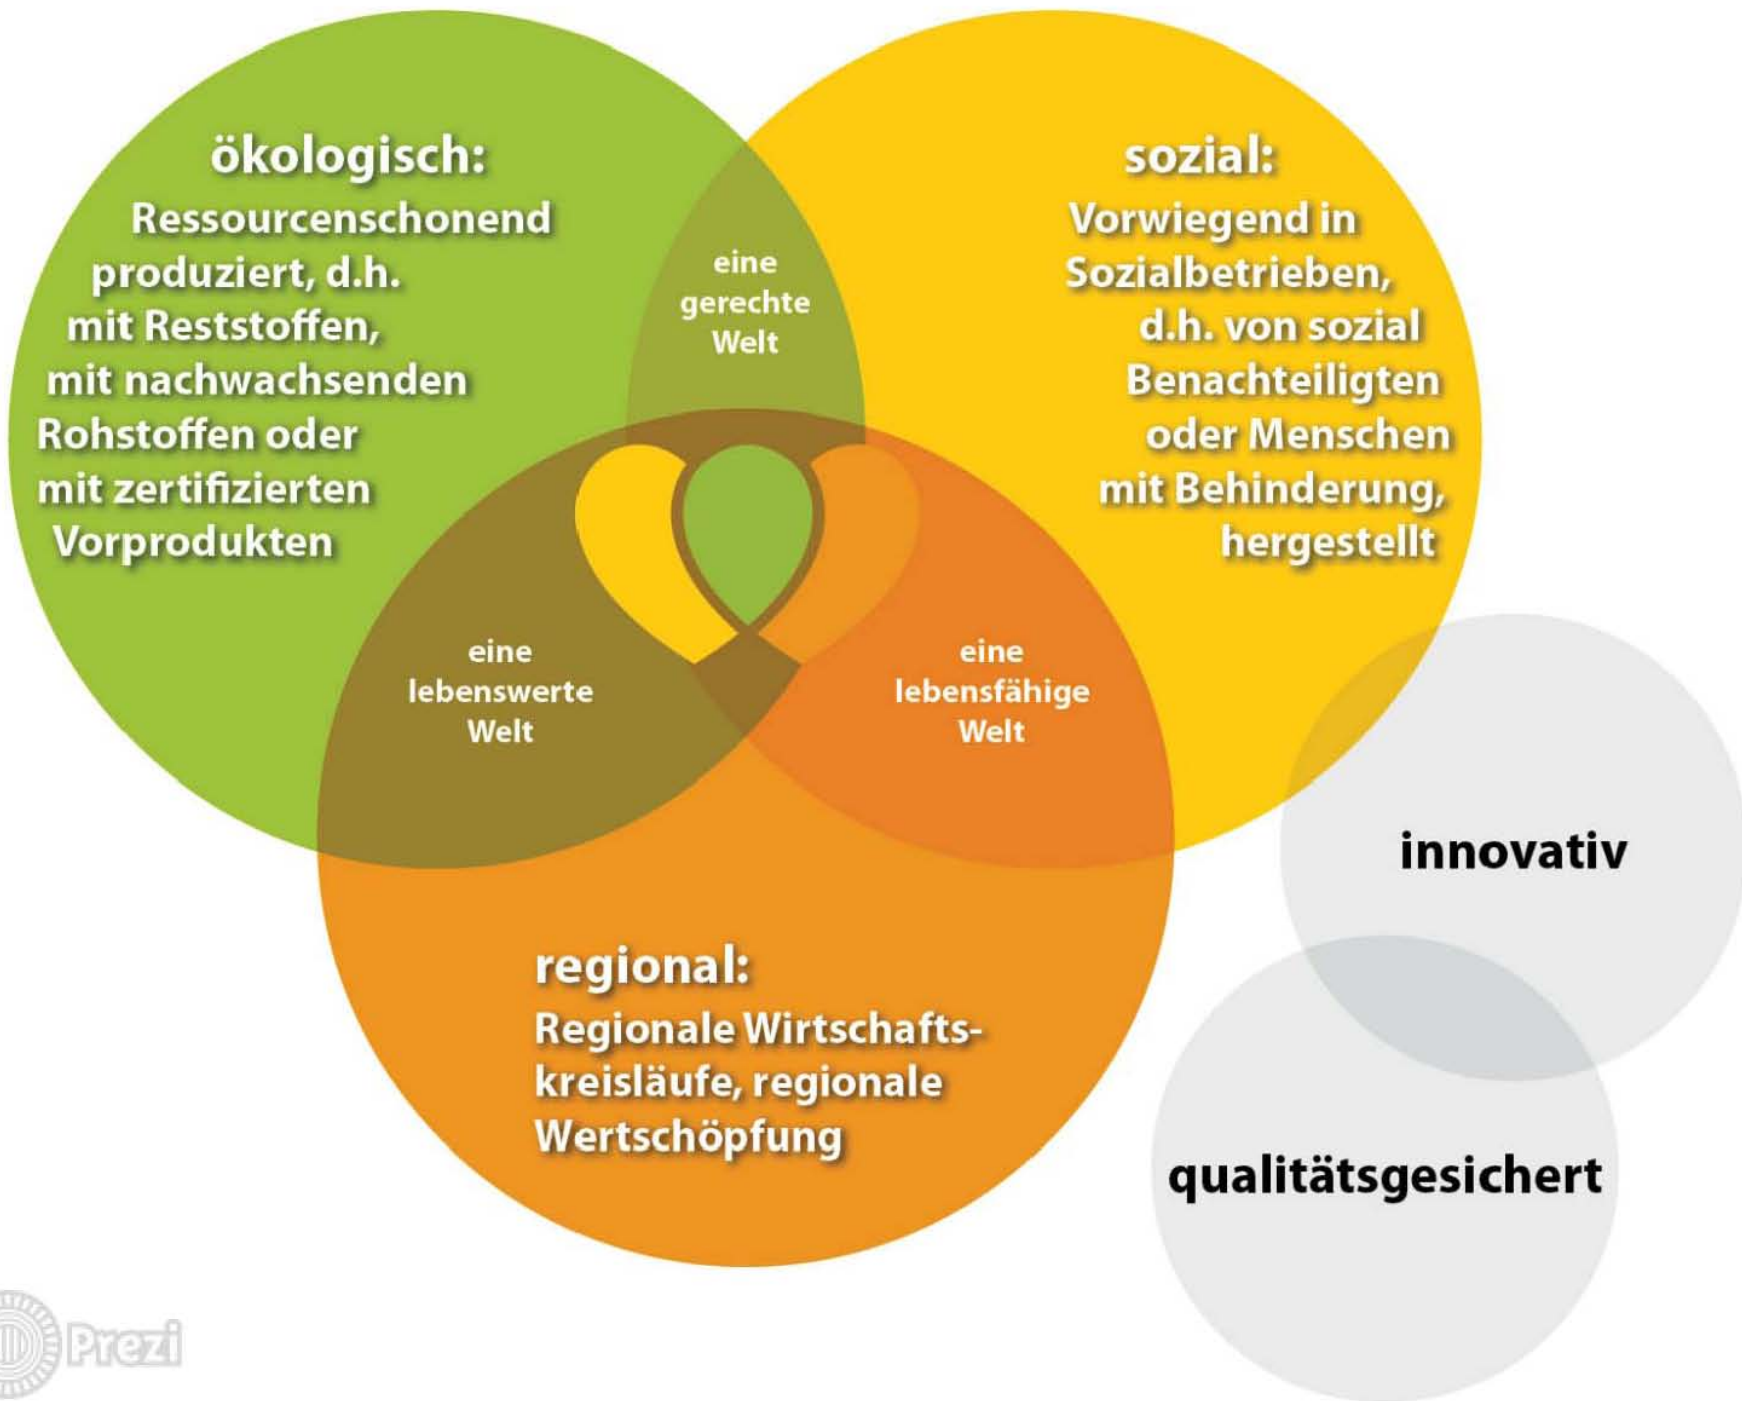 ökologisch:
Ressourcenschonend
produziert, d.h.
mit Reststoffen,
mit nachwachsenden
Rohstoffen oder
mit zertifizierten
Vorprodukten
eine
gerechte
Welt
sozial:
Vorwiegend in
Sozialbetrieben,
d.h. von sozial
Benachteiligten
oder Menschen
mit Behinderung,
hergestellt
eine
lebenswerte
Welt
eine
lebensfähige
Welt
regional:
Regionale Wirtschafts-
kreisläufe, regionale
Wertschöpfung
innovativ
qualitätsgesichert
Prezi